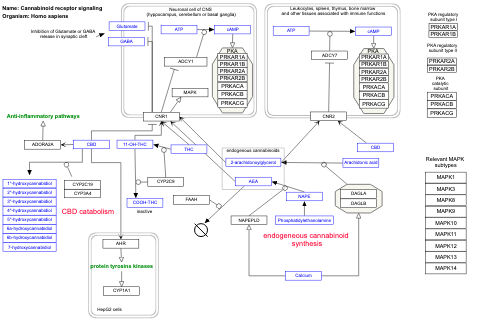 Name: Cannabinoid receptor signaling
Organism: Homo sapiens
Inhibition of Glutamate or GABA
release in synaptic cleft
Glutamate
GABA
Neuronal cell of CNS
(hyppocampus, cerebellum or basal ganglia)
ATP
cAMP
ADCY1
MAPK
PKA
PRKAR1A
PRKAR1B
PRKAR2A
PRKAR2B
PRKACA
PRKACB
PRKACG
CNR1
Leukocytes, spleen, thymus, bone marrow
and other tissues associated with immune functions
ATP
cAMP
ADCY7
PKA
PRKAR1A
PRKAR1B
PRKAR2A
PRKAR2B
PRKACA
PRKACB
PRKACG
CNR2
PKA regulatory
subunit type I
PRKAR1A
PRKAR1B
PKA regulatory
subunit type II
PRKAR2A
PRKAR2B
PKA
catalytic
subunit
PRKACA
PRKACB
PRKACG
Anti-inflammatory pathways
ADORA2A
CBD
11-OH-THC
THC
CYP2C19
CYP3A4
CBD catabolism
1"-hydroxycannabidiol
2"-hydroxycannabidiol
3"-hydroxycannabidiol
4"-hydroxycannabidiol
5"-hydroxycannabidiol
6a-hydroxycannabidiol
6b-hydroxycannabidiol
7-hydroxycannabidiol
CYP2C9
COOH-THC
inactive
FAAH
endogenous cannabinoids
2-arachidonoylglycerol
AEA
CBD
Arachidonic acid
NAPE
Phosphatidylethanolamine
NAPEPLD
DAGLA
DAGLB
endogeneous cannabinoid
synthesis
Calcium
AHR
protein tyrosine kinases
CYP1A1
HepG2 cells
Relevant MAPK
subtypes
MAPK1
MAPK3
MAPK8
MAPK9
MAPK10
MAPK11
MAPK12
MAPK13
MAPK14